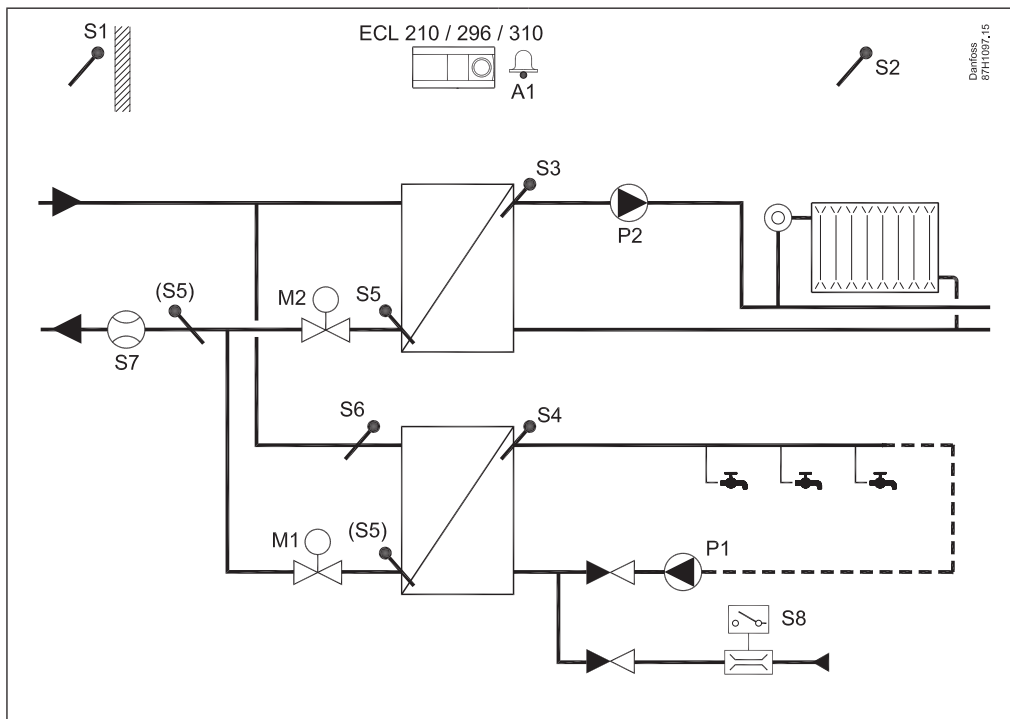 S1
ECL 210 / 296 / 310
A1
S2
Danfoss
87H1097.15
S3
P2
(S5)
M2
S5
S7
S6
S4
M1
(S5)
P1
S8